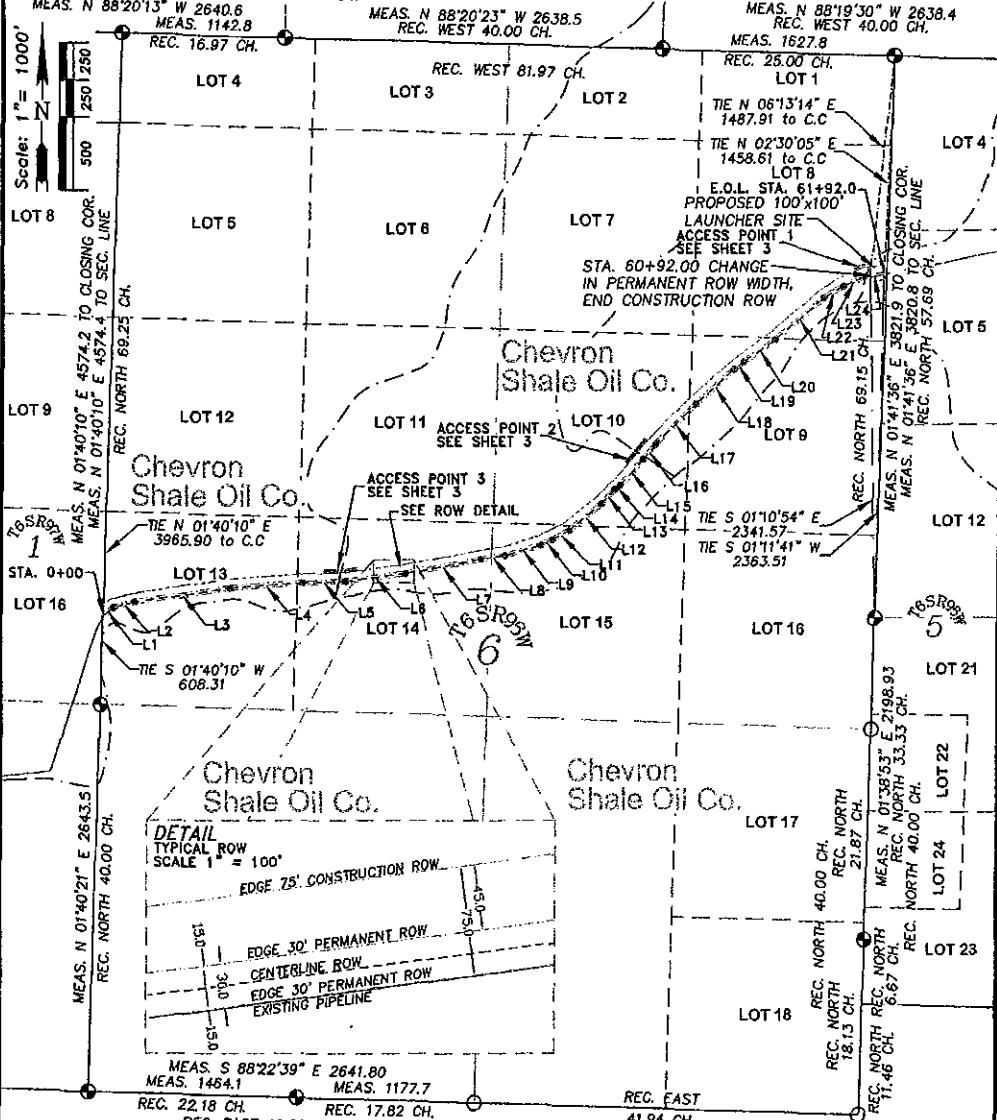 MEAS. N 88°20'13" W 2640.6
MEAS. 1142.8
REC. 16.97 CH.
MEAS. N 88°20'23" W 2638.5
REC. WEST 40.00 CH.
MEAS. N 88°19'30" W 2638.4
REC. WEST 40.00 CH.
MEAS. 1627.8
REC. 25.00 CH.
REC. WEST 81.97 CH.
Scale: 1"= 1000'
N
500
250
250
LOT 4
LOT 3
LOT 2
LOT 1
TIE N 06°13'14" E
1487.91 to C.C
TIE N 02°30'05" E
1458.61 to C.C
LOT 4
LOT 8
LOT 5
LOT 6
LOT 7
LOT 8
E.O.L. STA. 61+92.0
PROPOSED 100'x100'
LAUNCHER SITE
ACCESS POINT 1
SEE SHEET 3
STA. 60+92.00 CHANGE
IN PERMANENT ROW WIDTH,
END CONSTRUCTION ROW
MEAS. N 01°40'10" E 4574.2 TO CLOSING COR.
MEAS. N 01°40'10" E 4574.4 TO SEC. LINE
REC. NORTH 69.25 CH.
MEAS. N 01°41'36" E 3821.9 TO CLOSING COR.
MEAS. N 01°41'36" E 3820.8 TO SEC. LINE
REC. NORTH 57.69 CH.
REC. NORTH 69.15 CH.
LOT 5
L24
L23
L22
L21
L20
L19
L18
L17
L16
L15
L14
L13
L12
L11
L10
L9
L8
L7
L6
L5
L4
L3
L2
L1
Chevron
Shale Oil Co.
LOT 9
LOT 12
LOT 11
LOT 10
LOT 9
ACCESS POINT 2
SEE SHEET 3
Chevron
Shale Oil Co.
ACCESS POINT 3
SEE SHEET 3
SEE ROW DETAIL
TIE N 01°40'10" E
3965.90 to C.C
TIE S 01°10'54" E
2341.57
TIE S 01°11'41" W
2363.51
LOT 12
T6SR97W
1
STA. 0+00
LOT 16
LOT 13
LOT 14
LOT 15
LOT 16
T6SR96W
6
T6SR96W
5
TIE S 01°40'10" W
608.31
LOT 21
LOT 22
LOT 24
LOT 23
Chevron
Shale Oil Co.
Chevron
Shale Oil Co.
LOT 17
LOT 18
MEAS. N 01°40'21" E 2643.5
REC. NORTH 40.00 CH.
MEAS. N 01°38'53" E 2198.93
REC. NORTH 33.33 CH.
REC. NORTH 40.00 CH.
REC. NORTH 40.00 CH.
REC. NORTH
21.87 CH.
REC. NORTH
18.13 CH.
REC. NORTH
11.46 CH.
REC. NORTH
6.67 CH.
DETAIL
TYPICAL ROW
SCALE 1" = 100'
EDGE 75' CONSTRUCTION ROW
45.0
75.0
15.0
30.0
15.0
EDGE 30' PERMANENT ROW
CENTERLINE ROW
EDGE 30' PERMANENT ROW
EXISTING PIPELINE
MEAS. S 88°22'39" E 2641.80
MEAS. 1464.1
REC. 22.18 CH.
MEAS. 1177.7
REC. 17.82 CH.
REC. EAST
41.94 CH.